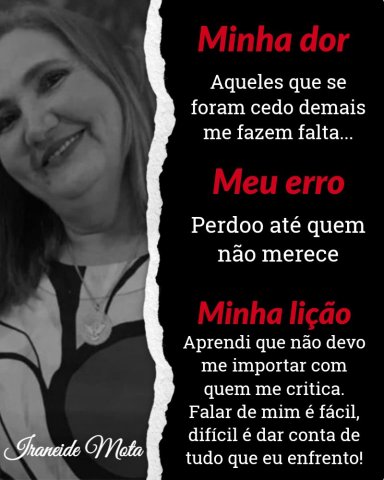 Minha dor
Aqueles que se
foram cedo demais
me fazem falta...
Meu erro
Perdoo até quem
não merece
Minha lição
Aprendi que não devo
me importar com
quem me critica.
Falar de mim é fácil,
difícil é dar conta de
tudo que eu enfrento!
Iraneide Mota